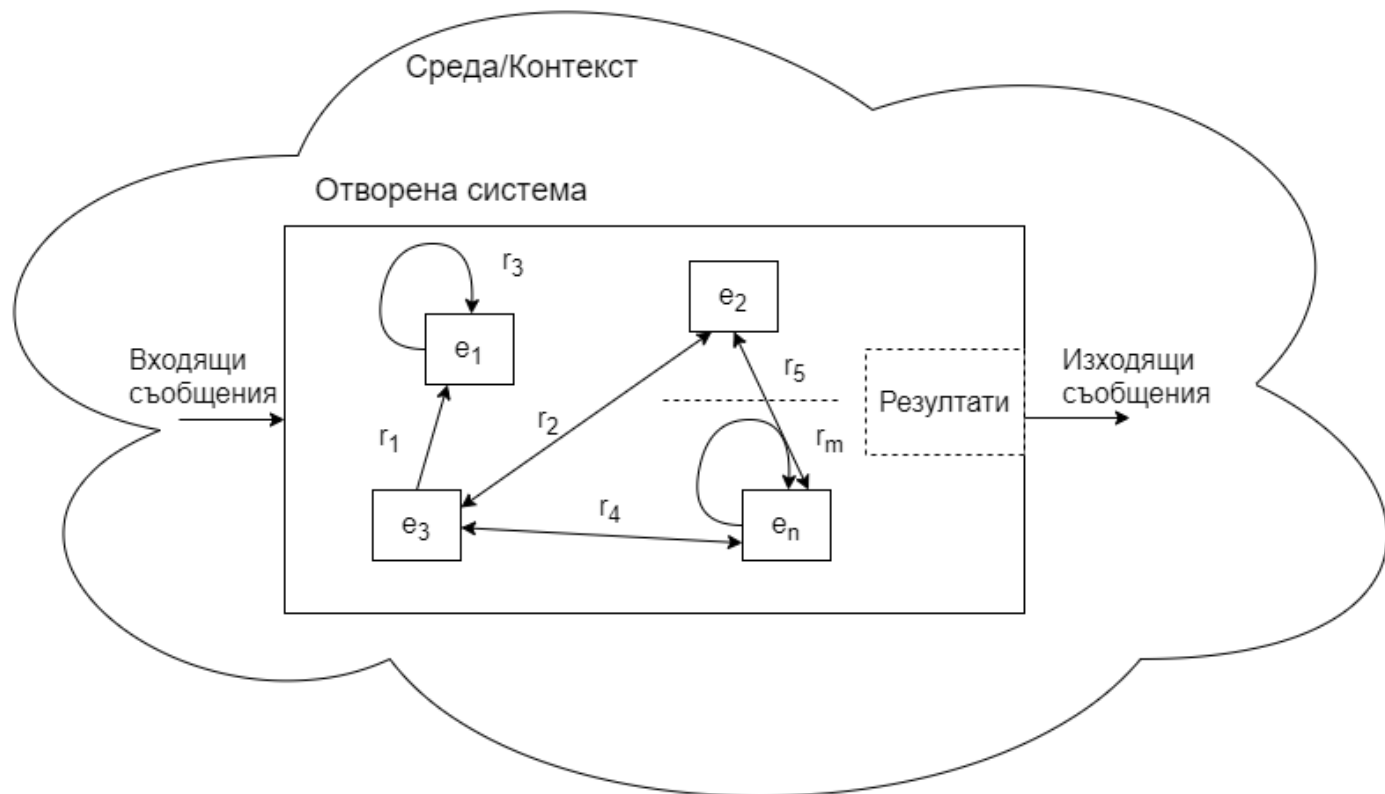 Среда/Контекст
Отворена система
r3
e2
e1
Входящи
съобщения
r5
Изходящи
съобщения
Резултати
r1
r2
rm
r4
e3
en